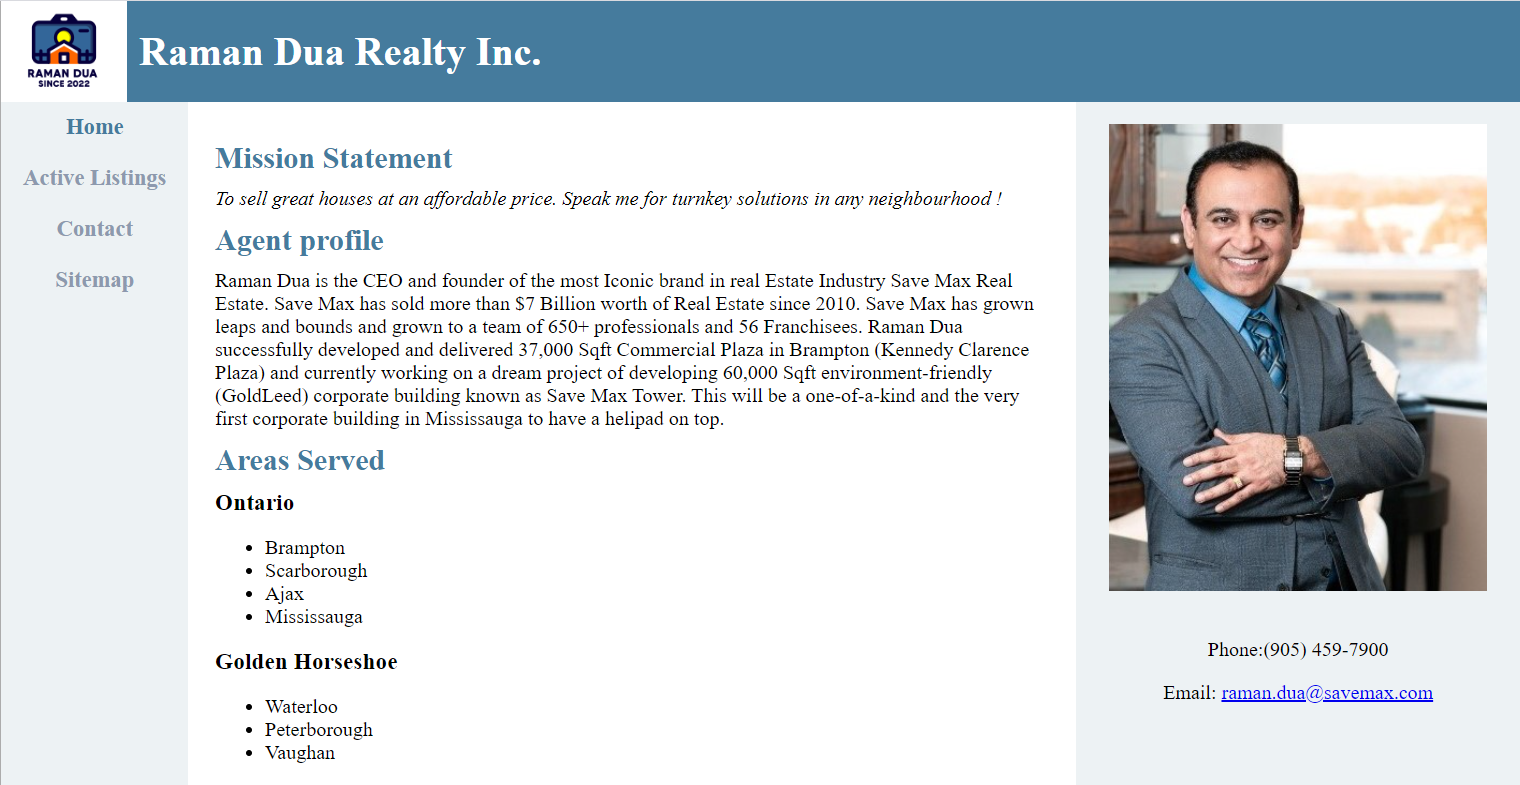 RAMAN DUA
SINCE 2022
Raman Dua Realty Inc.
Home
Active Listings
Contact
Sitemap
Mission Statement
To sell great houses at an affordable price. Speak me for turnkey solutions in any neighbourhood !
Agent profile
Raman Dua is the CEO and founder of the most Iconic brand in real Estate Industry Save Max Real
Estate. Save Max has sold more than $7 Billion worth of Real Estate since 2010. Save Max has grown
leaps and bounds and grown to a team of 650+ professionals and 56 Franchisees. Raman Dua
successfully developed and delivered 37,000 Sqft Commercial Plaza in Brampton (Kennedy Clarence
Plaza) and currently working on a dream project of developing 60,000 Sqft environment-friendly
(GoldLeed) corporate building known as Save Max Tower. This will be a one-of-a-kind and the very
first corporate building in Mississauga to have a helipad on top.
Areas Served
Ontario
• Brampton
• Scarborough
• Ajax
• Mississauga
Golden Horseshoe
• Waterloo
• Peterborough
• Vaughan
Phone:(905) 459-7900
Email: raman.dua@savemax.com